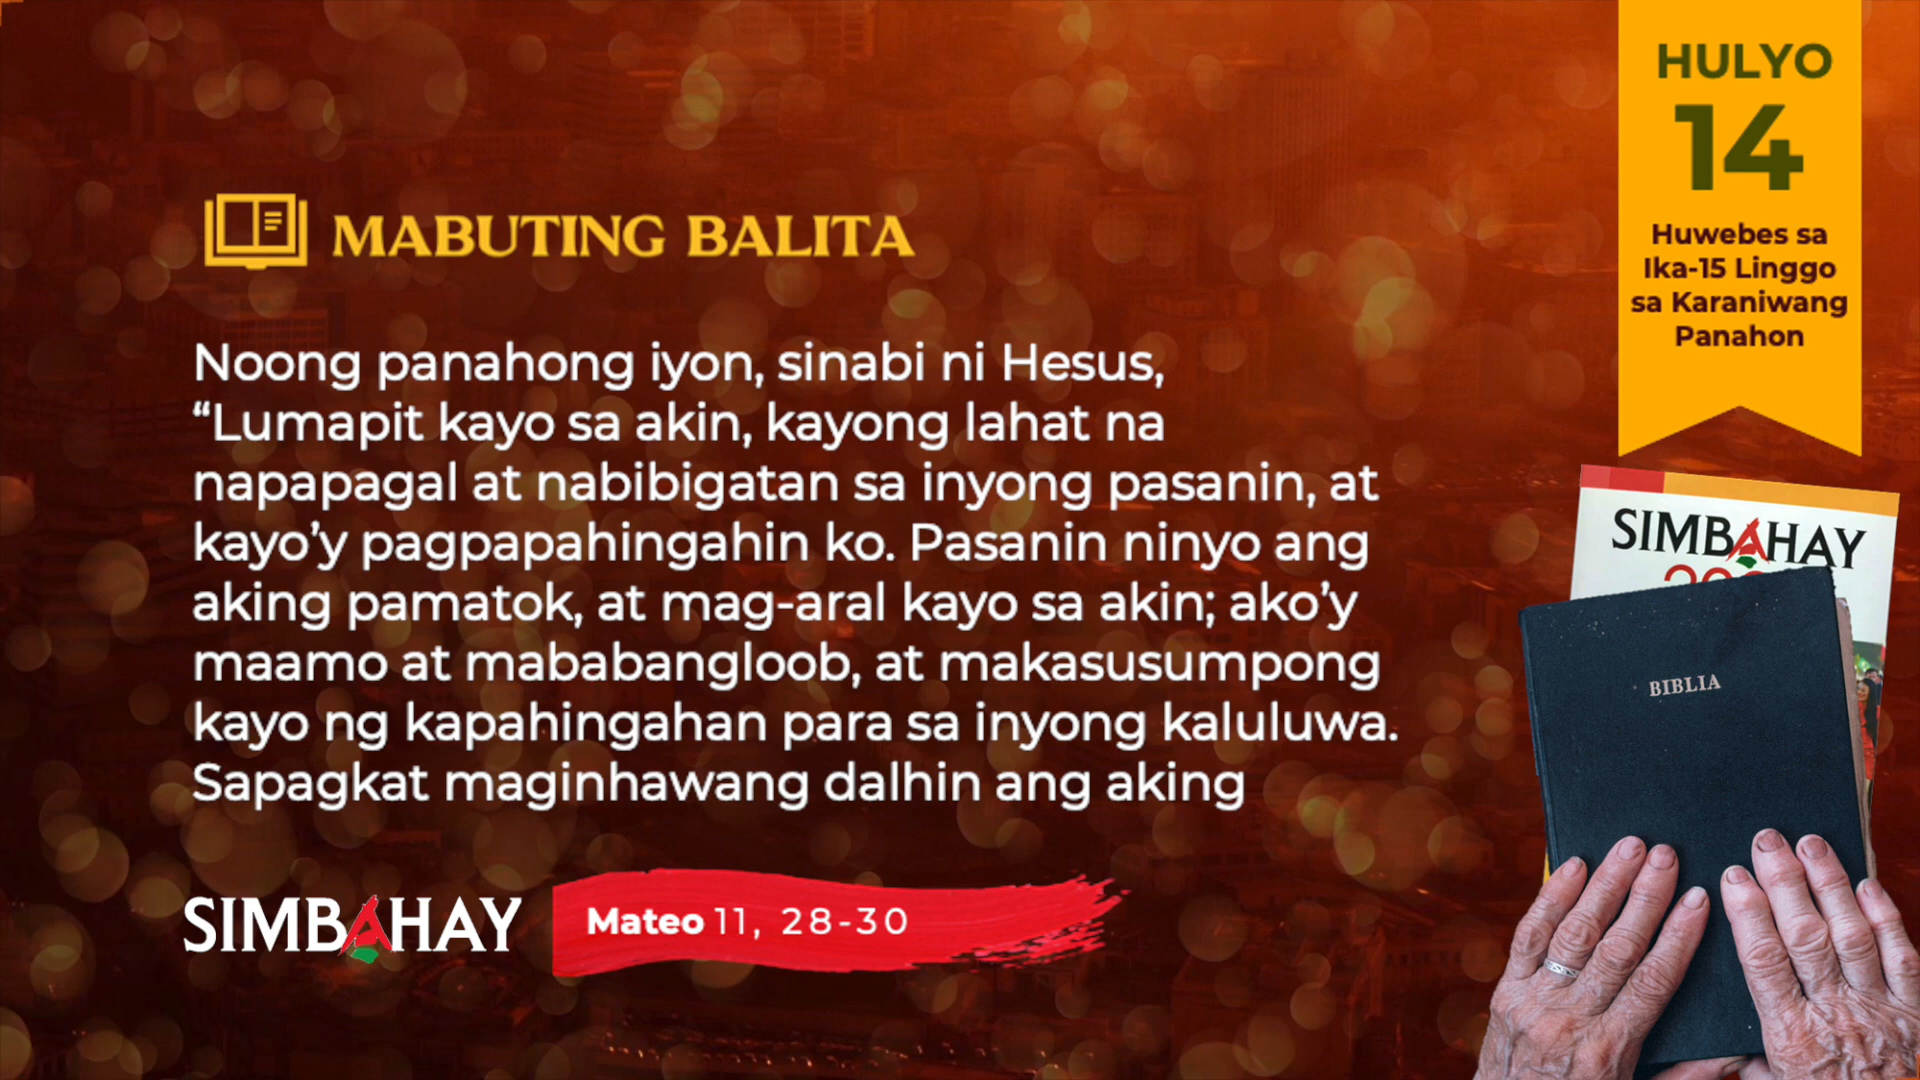 HULYO
14
Huwebes sa
Ika-15 Linggo
sa Karaniwang
Panahon
MABUTING BALITA
Noong panahong iyon, sinabi ni Hesus,
“Lumapit kayo sa akin, kayong lahat na
napapagal at nabibigatan sa inyong pasanin, at
kayo’y pagpapahingahin ko. Pasanin ninyo ang
aking pamatok, at mag-aral kayo sa akin; ako’y
maamo at mababangloob, at makasusumpong
kayo ng kapahingahan para sa inyong kaluluwa.
Sapagkat maginhawang dalhin ang aking
SIMBAHAY
BIBLIA
SIMBAHAY
Mateo 11, 28-30